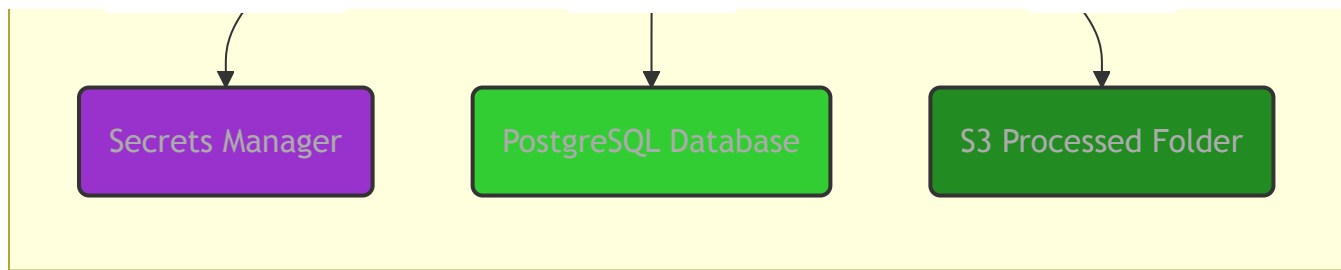 Secrets Manager
PostgreSQL Database
S3 Processed Folder